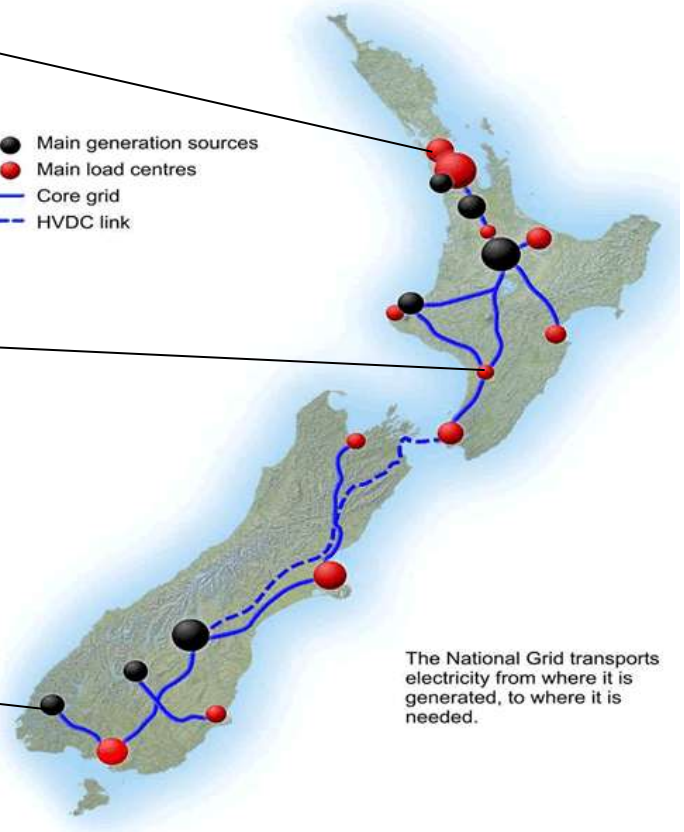 Main generation sources
Main load centres
Core grid
HVDC link
The National Grid transports
electricity from where it is
generated, to where it is
needed.